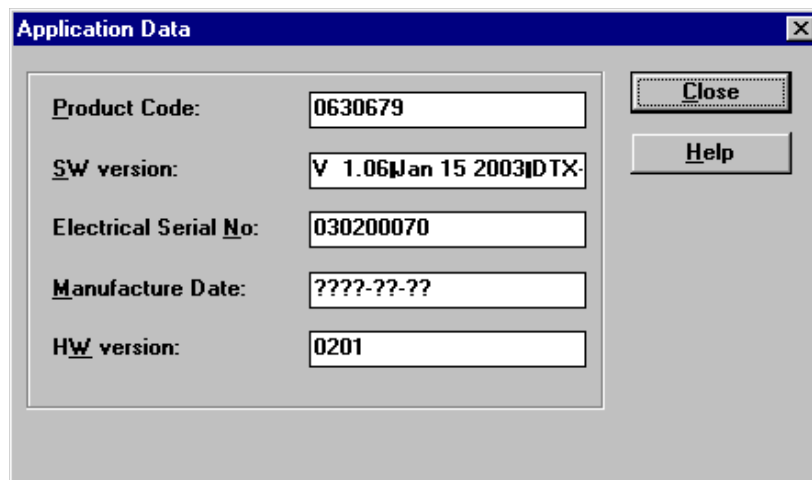 Application Data
Product Code: 0630679 Close
SW version: V 1.06|Jan 15 2003|DTX- Help
Electrical Serial No: 030200070
Manufacture Date: ????-??-??
HW version: 0201